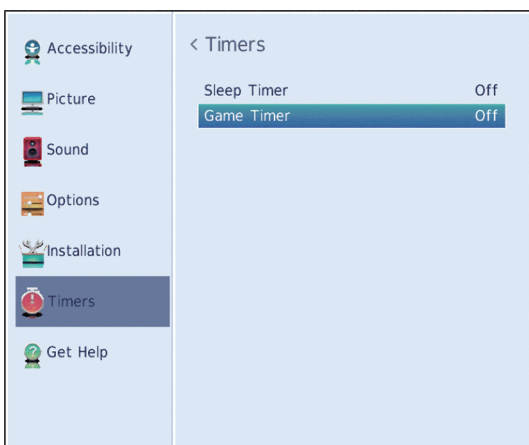 Accessibility
Picture
Sound
Options
Installation
Timers
Get Help
< Timers
Sleep Timer Off
Game Timer Off